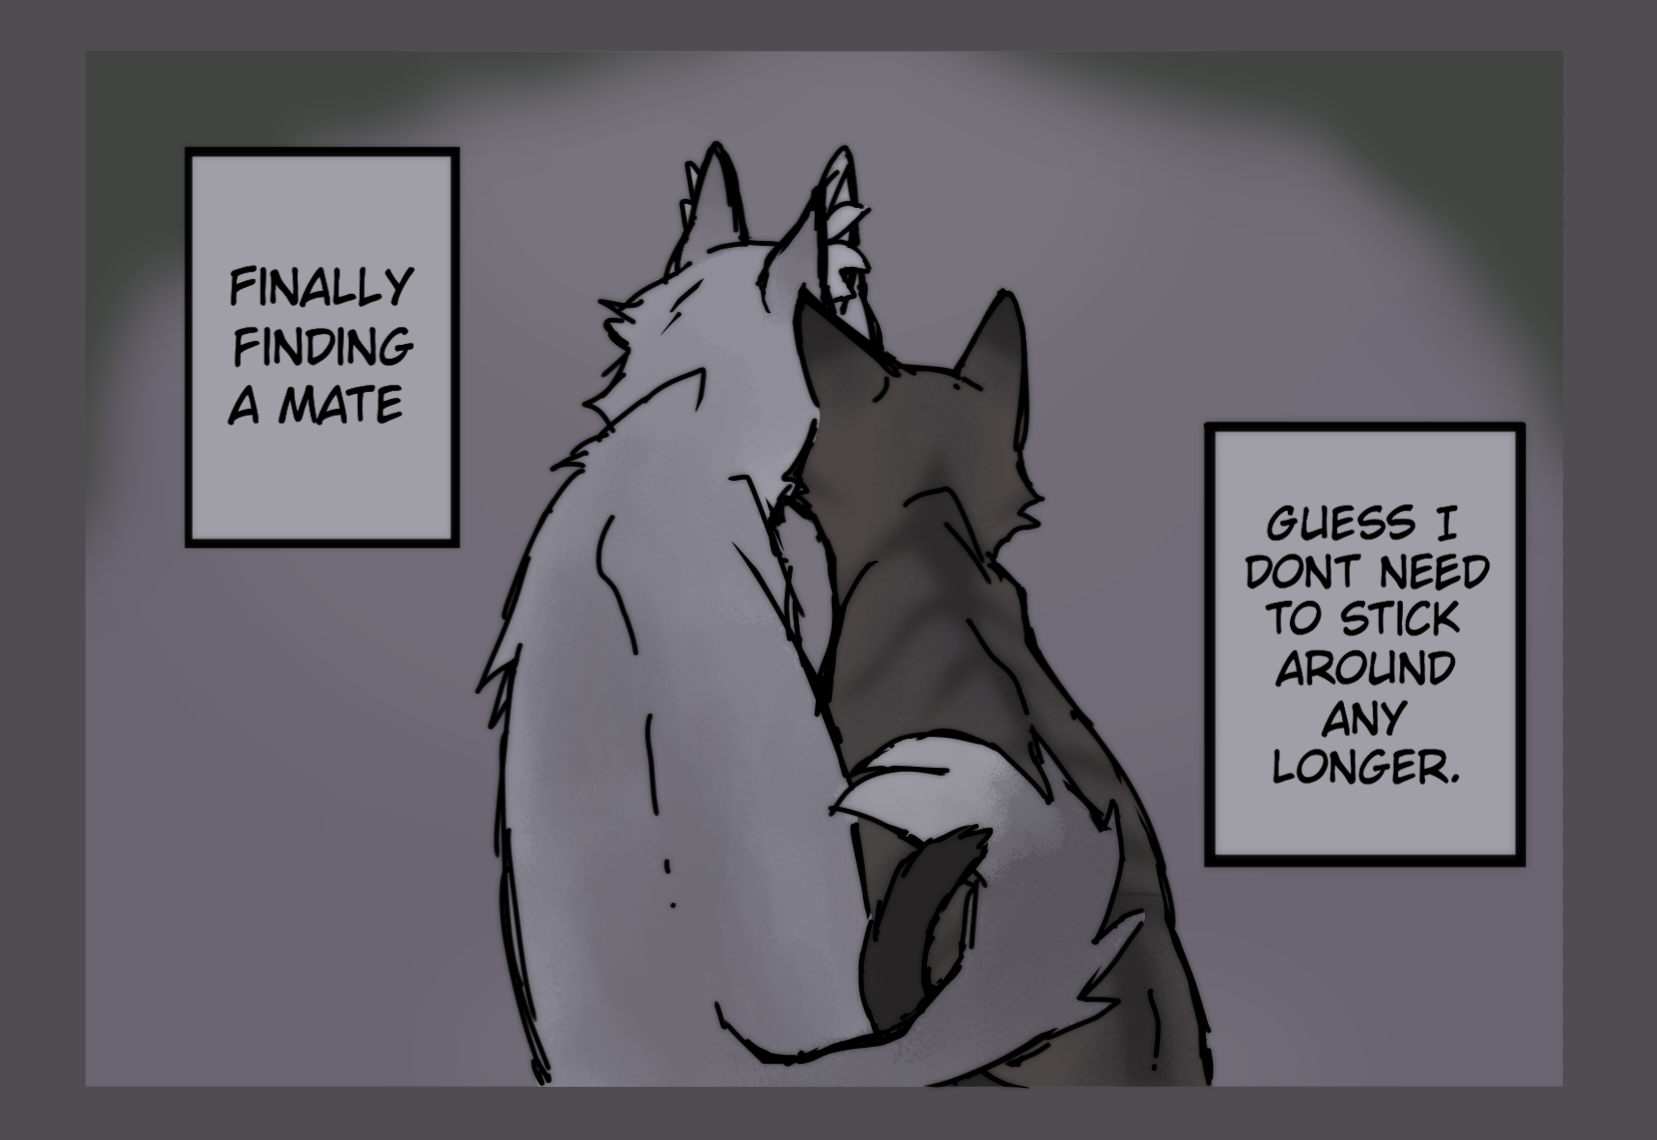 FINALLY
FINDING
A MATE
GUESS I
DONT NEED
TO STICK
AROUND
ANY
LONGER.